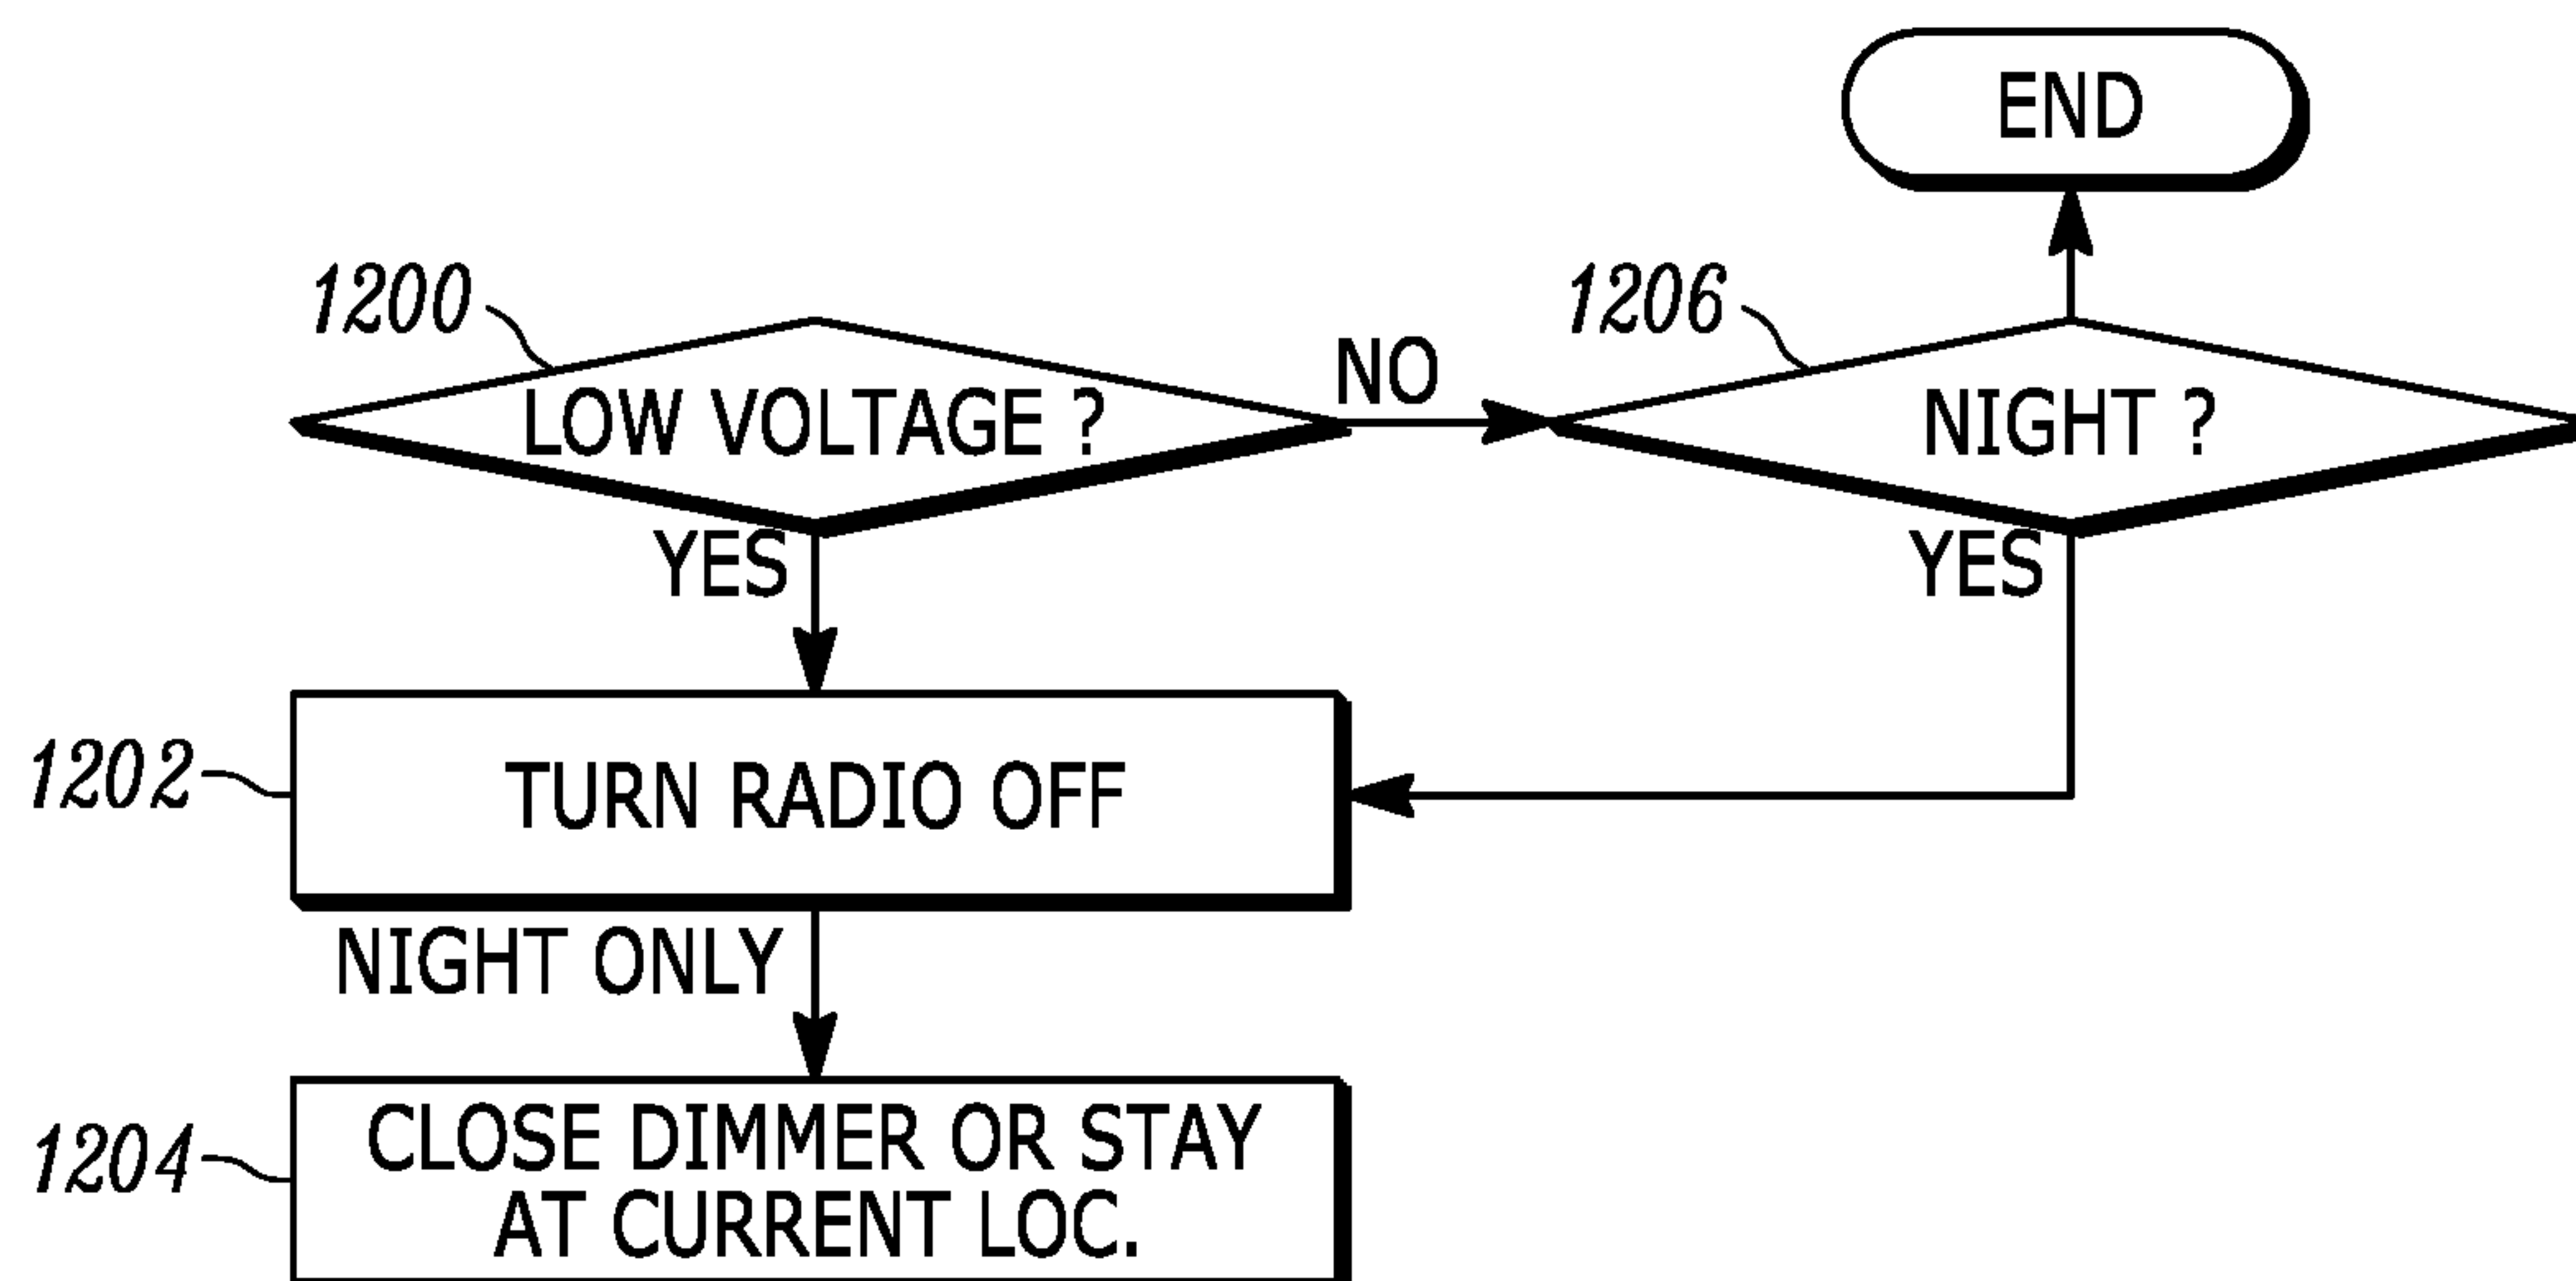 END
1200
1206
LOW VOLTAGE ?
NO
NIGHT ?
YES
YES
1202
TURN RADIO OFF
NIGHT ONLY
1204
CLOSE DIMMER OR STAY
AT CURRENT LOC.